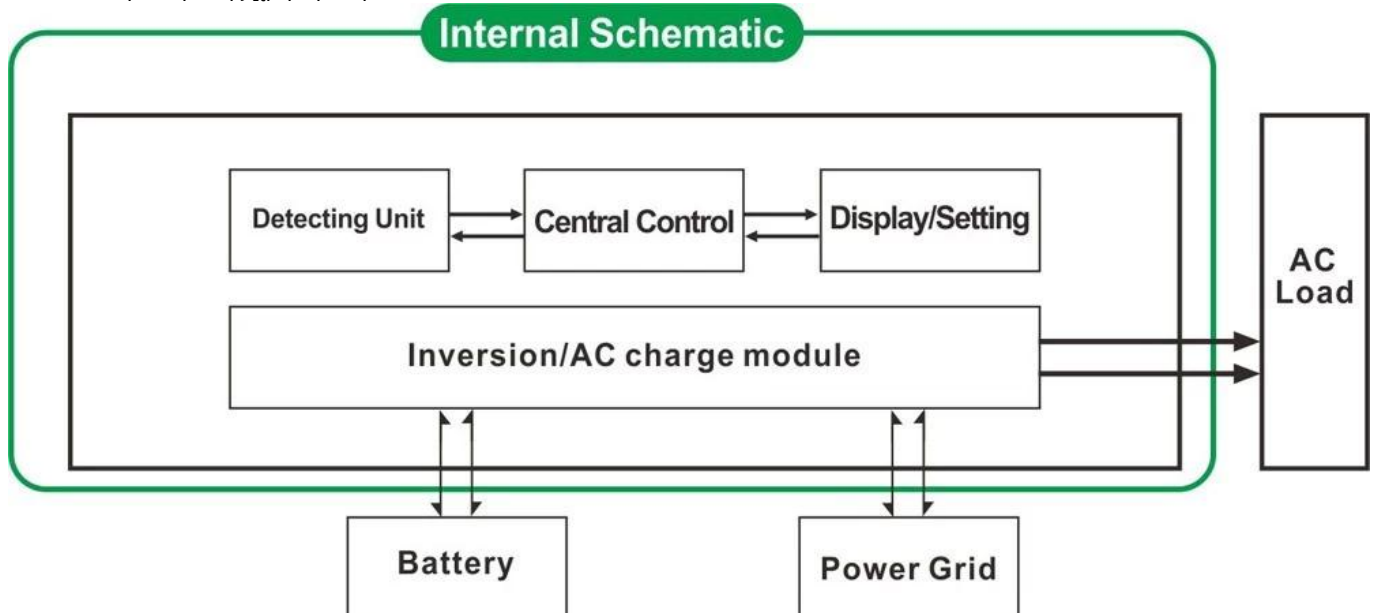 Internal Schematic
Detecting Unit
Central Control
Display/Setting
AC
Load
Inversion/AC charge module
Battery
Power Grid